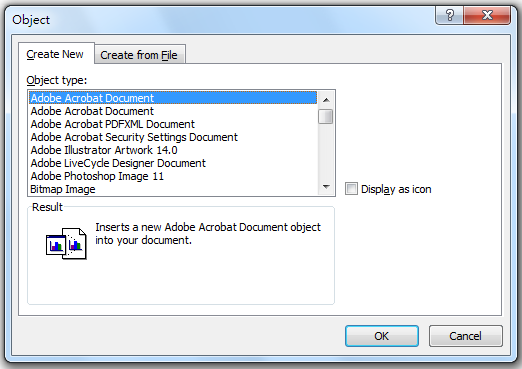 Object
Create New
Create from File
Object type:
Adobe Acrobat Document
Adobe Acrobat Document
Adobe Acrobat PDFXML Document
Adobe Acrobat Security Settings Document
Adobe Illustrator Artwork 14.0
Adobe LiveCycle Designer Document
Adobe Photoshop Image 11
Bitmap Image
Display as icon
Result
Inserts a new Adobe Acrobat Document object
into your document.
OK
Cancel